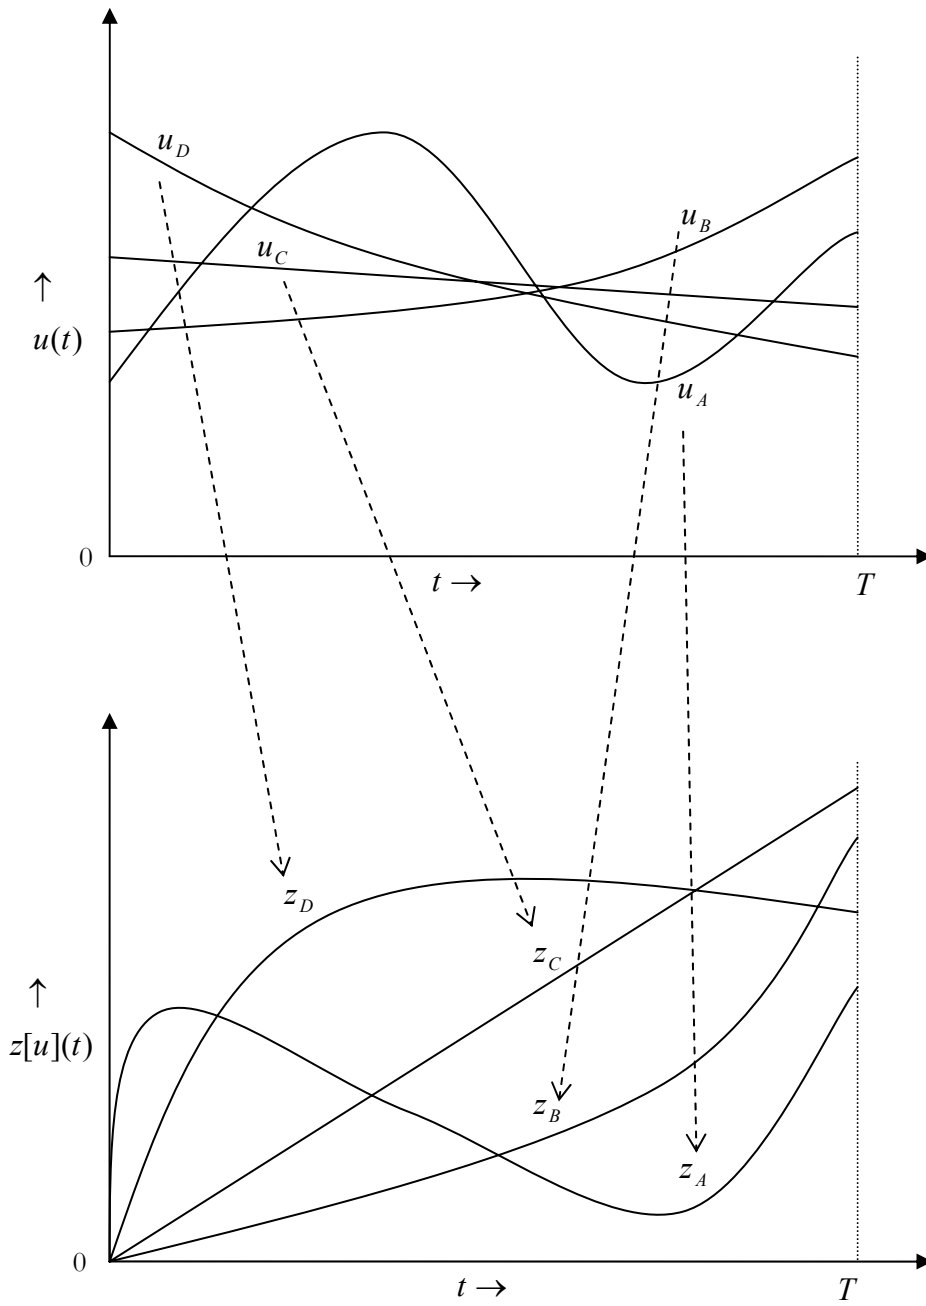 u_D
u_B
u_C
↑
u(t)
u_A
0
t →
T
z_D
z_C
↑
z[u](t)
z_B
z_A
0
t →
T